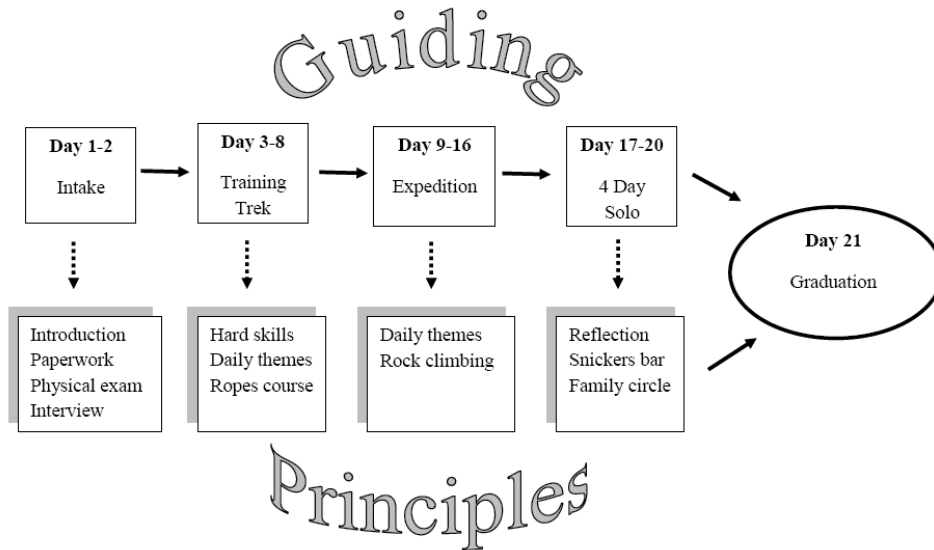 Guiding
Day 1-2
Intake
Day 3-8
Training
Trek
Day 9-16
Expedition
Day 17-20
4 Day
Solo
Day 21
Graduation
Introduction
Paperwork
Physical exam
Interview
Hard skills
Daily themes
Ropes course
Daily themes
Rock climbing
Reflection
Snickers bar
Family circle
Principles